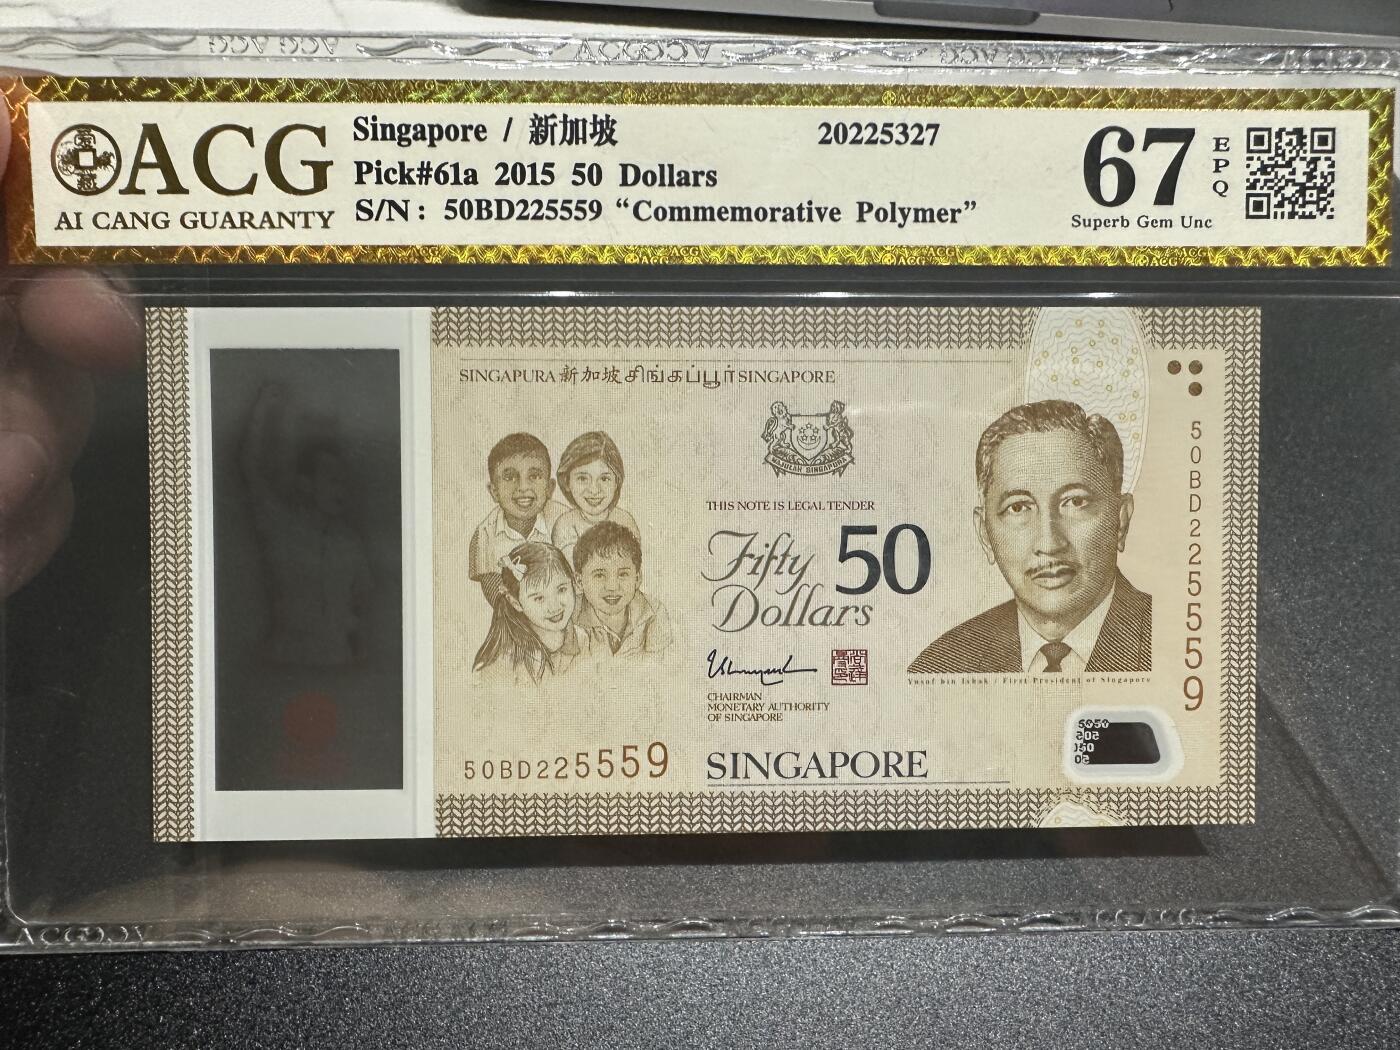 ACG
AI CANG GUARANTY
Singapore / 新加坡
20225327
Pick#61a 2015 50 Dollars
S/N: 50BD225559 “Commemorative Polymer”
67
EPQ
Superb Gem Unc
SINGAPURA 新加坡 சிங்கப்பூர் SINGAPORE
MAJULAH SINGAPURA
THIS NOTE IS LEGAL TENDER
Fifty 50
Dollars
CHAIRMAN
MONETARY AUTHORITY
OF SINGAPORE
Yusof bin Ishak / First President of Singapore
50BD225559
50BD225559
SINGAPORE